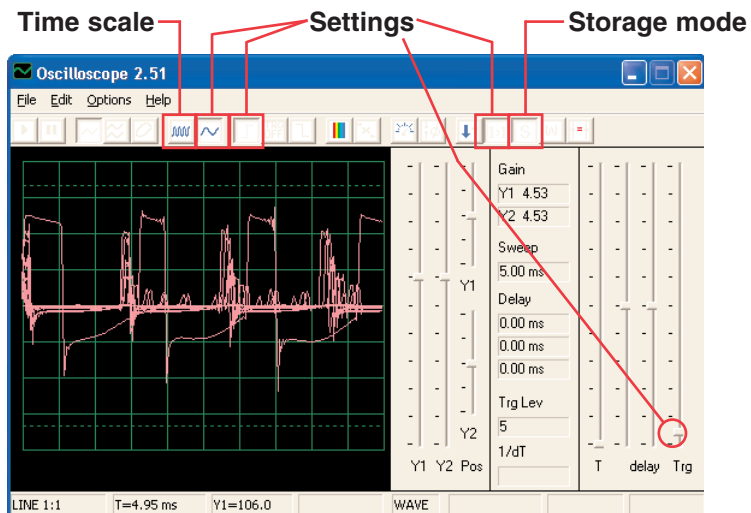 Time scale Settings Storage mode
Oscilloscope 2.51
File Edit Options Help
1:1 S W
Gain
Y1 4.53
Y2 4.53
Sweep
5.00 ms
Y1
Delay
0.00 ms
0.00 ms
0.00 ms
Trg Lev
5
Y2
1/dT
Y1 Y2 Pos T delay Trg
LINE 1:1 T=4.95 ms Y1=106.0 WAVE